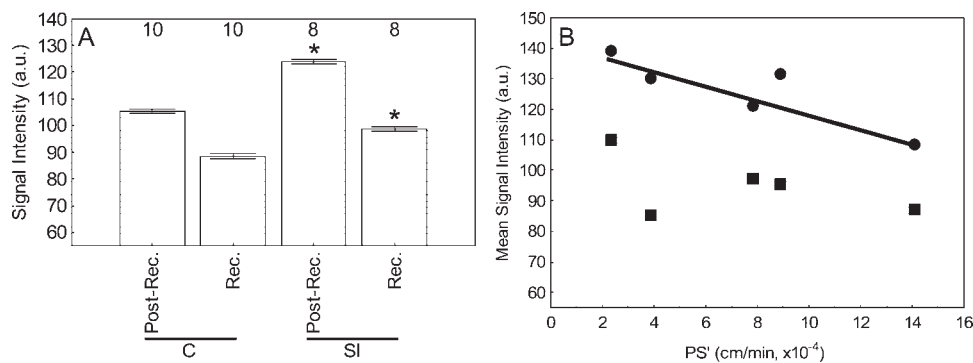 A
10 10 8 8
* *
Signal Intensity (a.u.)
140
130
120
110
100
90
80
70
60
Post-Rec. Rec. Post-Rec. Rec.
C SI
B
Mean Signal Intensity (a.u.)
150
140
130
120
110
100
90
80
70
60
0 2 4 6 8 10 12 14 16
PS' (cm/min, x10⁻⁴)